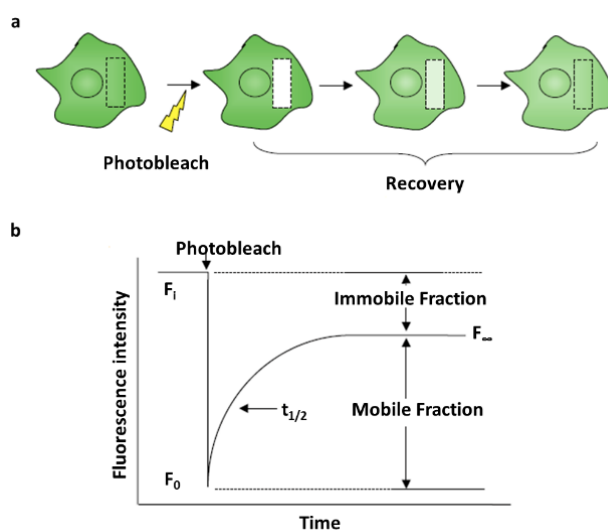 a
Photobleach
Recovery
b
Photobleach
Fᵢ
Immobile Fraction
F∞
Fluorescence intensity
t₁/₂
Mobile Fraction
F₀
Time